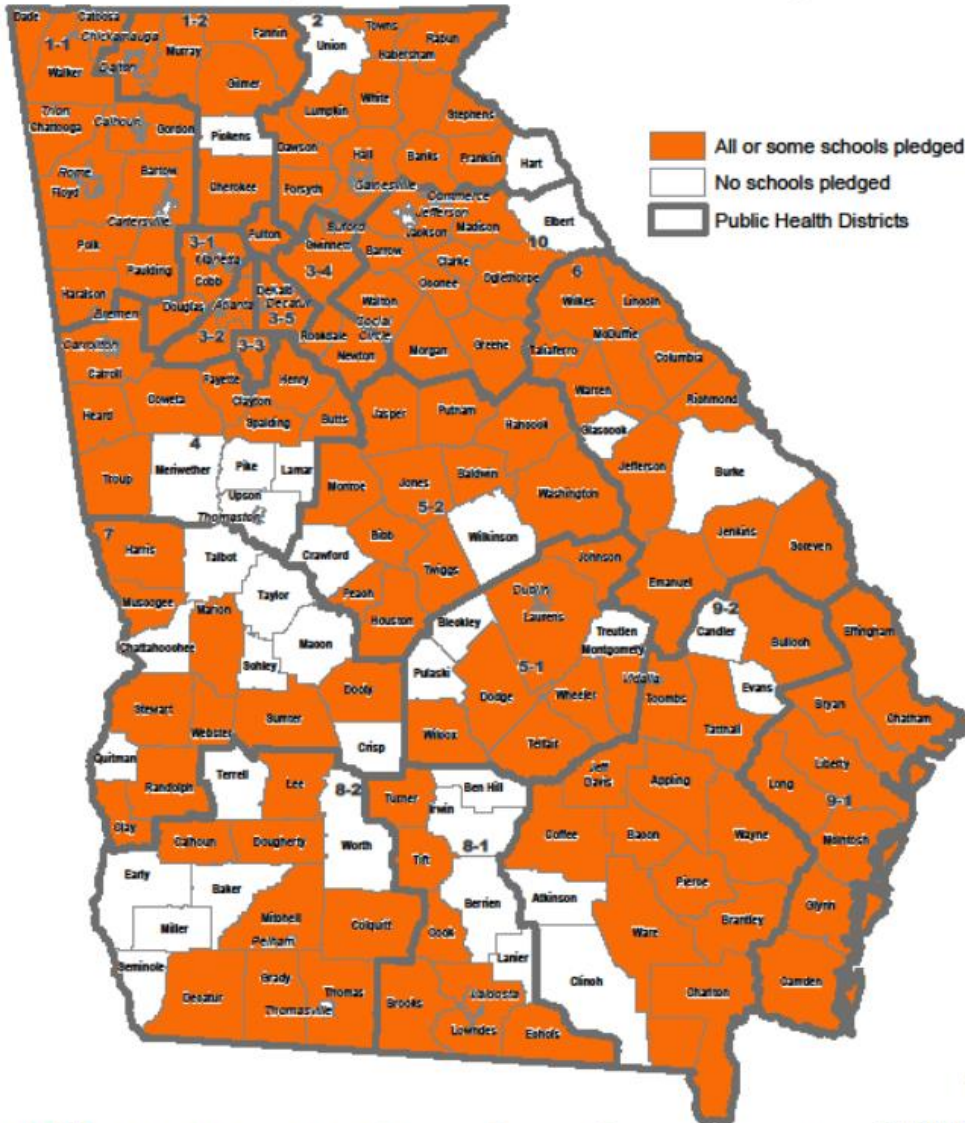 Dade
Catoosa
Chickamauga
1-1
Walker
Dalton
1-2
Murray
Fannin
Gilmer
2
Union
Towns
Rabun
Habersham
White
Lumpkin
Stephens
Trion
Chattooga
Calhoun
Gordon
Pickens
Dawson
Hall
Banks
Franklin
Hart
All or some schools pledged
No schools pledged
Public Health Districts
Rome
Floyd
Bartow
Cartersville
Cherokee
Forsyth
Gainesville
Commerce
Jefferson
Jackson
Madison
Elbert
10
Polk
Paulding
Haralson
Bremen
3-1
Marietta
Cobb
Fulton
Buford
Gwinnett
3-4
Barrow
Clarke
Oconee
Oglethorpe
6
Wilkes
Lincoln
Douglas
Atlanta
DeKalb
Decatur
3-5
3-2
3-3
Rockdale
Newton
Walton
Social
Circle
Morgan
Greene
Taliaferro
McDuffie
Columbia
Warren
Richmond
Carrollton
Carroll
Heard
Coweta
Fayette
Clayton
Henry
Spalding
Butts
Jasper
Putnam
Hancock
Glascock
Jefferson
Burke
Troup
4
Meriwether
Pike
Lamar
Upson
Thomaston
Monroe
Jones
Baldwin
5-2
Washington
Wilkinson
Jenkins
Screven
7
Harris
Talbot
Crawford
Bibb
Twiggs
Johnson
Emanuel
Muscogee
Marion
Taylor
Peach
Houston
Bleckley
Dublin
Laurens
Treutlen
Montgomery
9-2
Candler
Bulloch
Effingham
Chattahoochee
Schley
Macon
Dooly
Pulaski
5-1
Dodge
Wheeler
Vidalia
Toombs
Evans
Tattnall
Bryan
Chatham
Stewart
Webster
Sumter
Crisp
Wilcox
Telfair
Quitman
Randolph
Terrell
Lee
8-2
Turner
Irwin
Ben Hill
Jeff
Davis
Appling
Long
Liberty
9-1
Clay
Calhoun
Dougherty
Worth
Tift
8-1
Coffee
Bacon
Wayne
McIntosh
Early
Baker
Miller
Mitchell
Pelham
Colquitt
Cook
Berrien
Atkinson
Pierce
Ware
Brantley
Glynn
Seminole
Decatur
Grady
Thomas
Thomasville
Brooks
Lanier
Valdosta
Lowndes
Echols
Clinch
Charlton
Camden